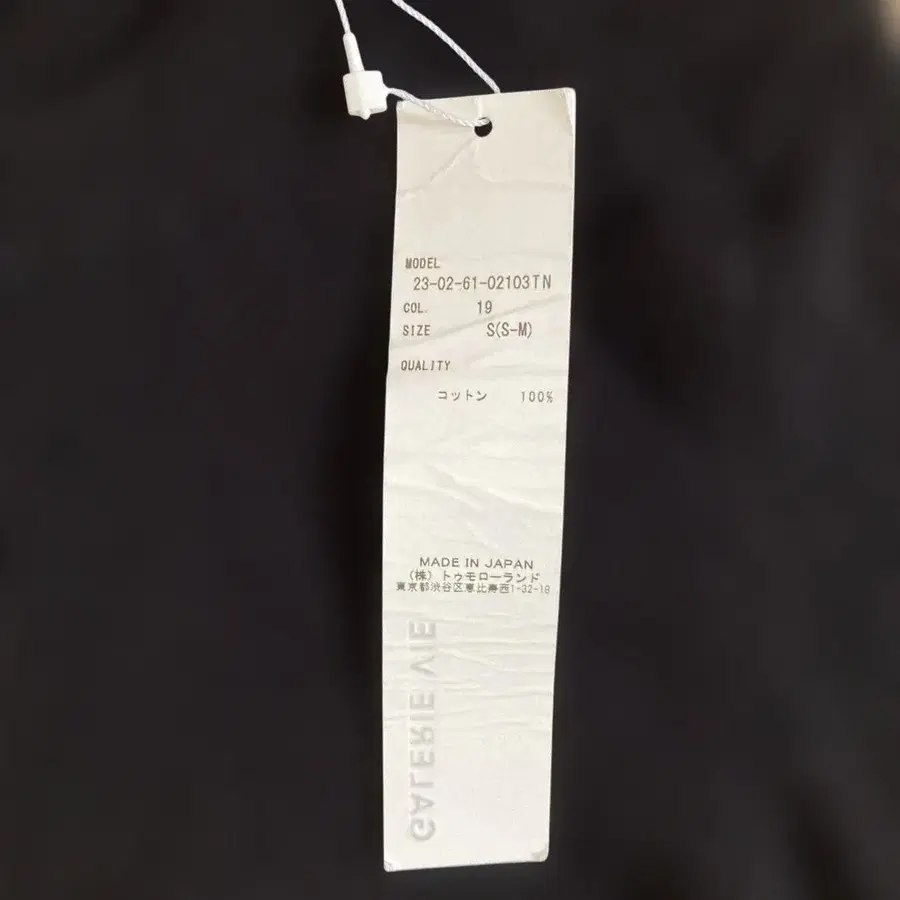 MODEL
23-02-61-02103TN
COL. 19
SIZE S(S-M)
QUALITY
コットン 100%
MADE IN JAPAN
(株) トゥモローランド
東京都渋谷区恵比寿西1-32-18
GALERIE VIE